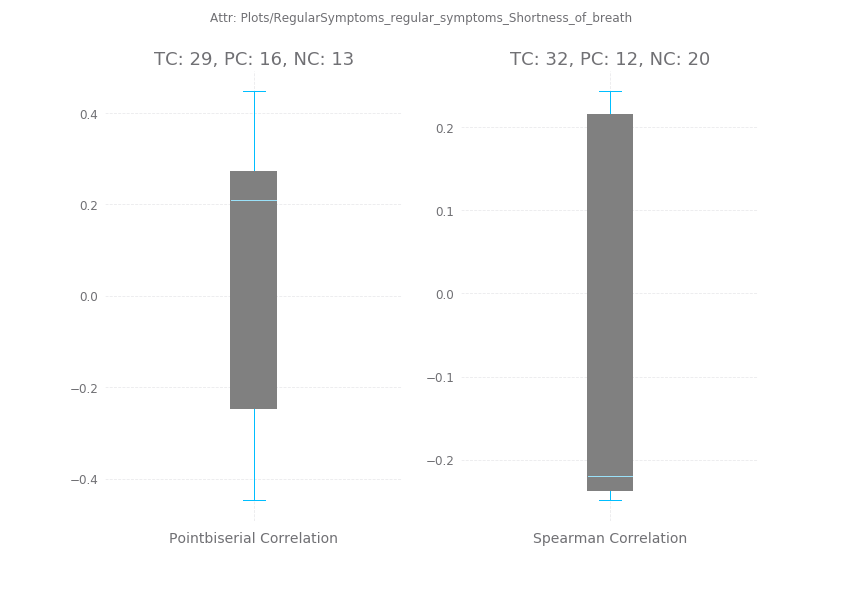 Attr: Plots/RegularSymptoms_regular_symptoms_Shortness_of_breath
TC: 29, PC: 16, NC: 13
0.4
0.2
0.0
−0.2
−0.4
Pointbiserial Correlation
TC: 32, PC: 12, NC: 20
0.2
0.1
0.0
−0.1
−0.2
Spearman Correlation